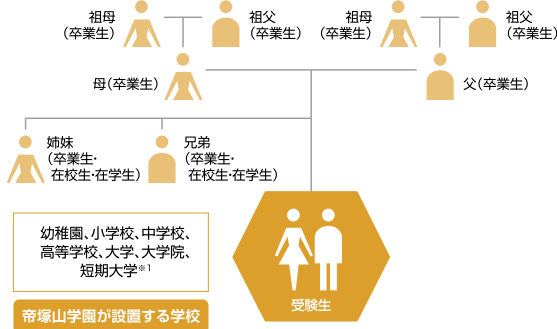 祖母
(卒業生)
祖父
(卒業生)
祖母
(卒業生)
祖父
(卒業生)
母(卒業生)
父(卒業生)
姉妹
(卒業生・
在校生・在学生)
兄弟
(卒業生・
在校生・在学生)
幼稚園、小学校、中学校、
高等学校、大学、大学院、
短期大学※1
帝塚山学園が設置する学校
受験生